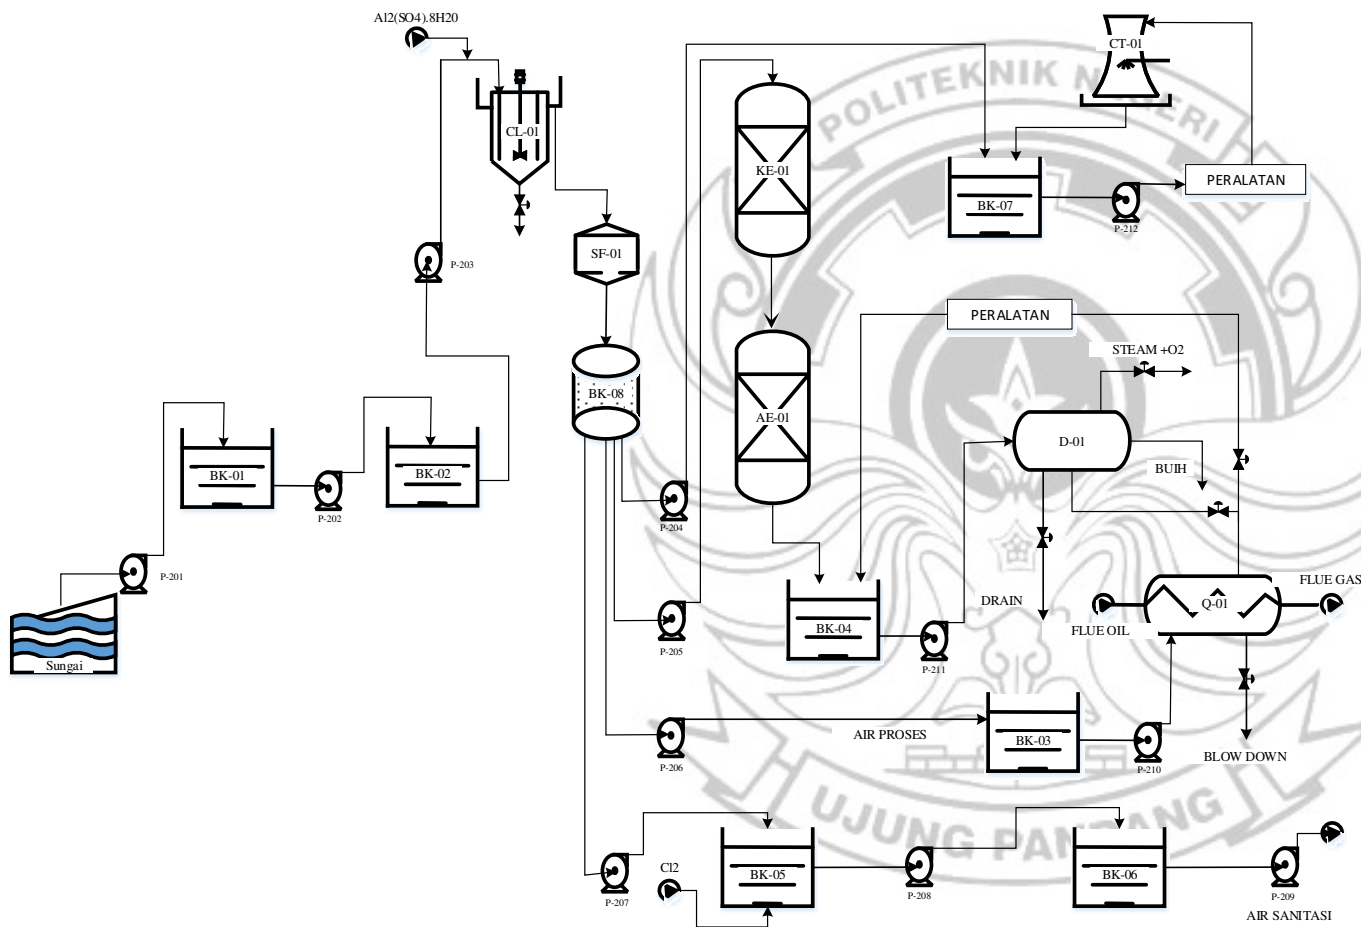 Al2(SO4).8H20
CT-01
POLITEKNIK NEGERI
CL-01
KE-01
PERALATAN
BK-07
P-212
SF-01
P-203
PERALATAN
STEAM +O2
BK-08
AE-01
D-01
BK-01
BK-02
BUIH
P-202
P-204
P-201
DRAIN
FLUE GAS
Q-01
FLUE OIL
BK-04
P-205
P-211
Sungai
AIR PROSES
BK-03
P-206
P-210
BLOW DOWN
UJUNG PANDANG
Cl2
BK-05
BK-06
P-207
P-208
P-209
AIR SANITASI